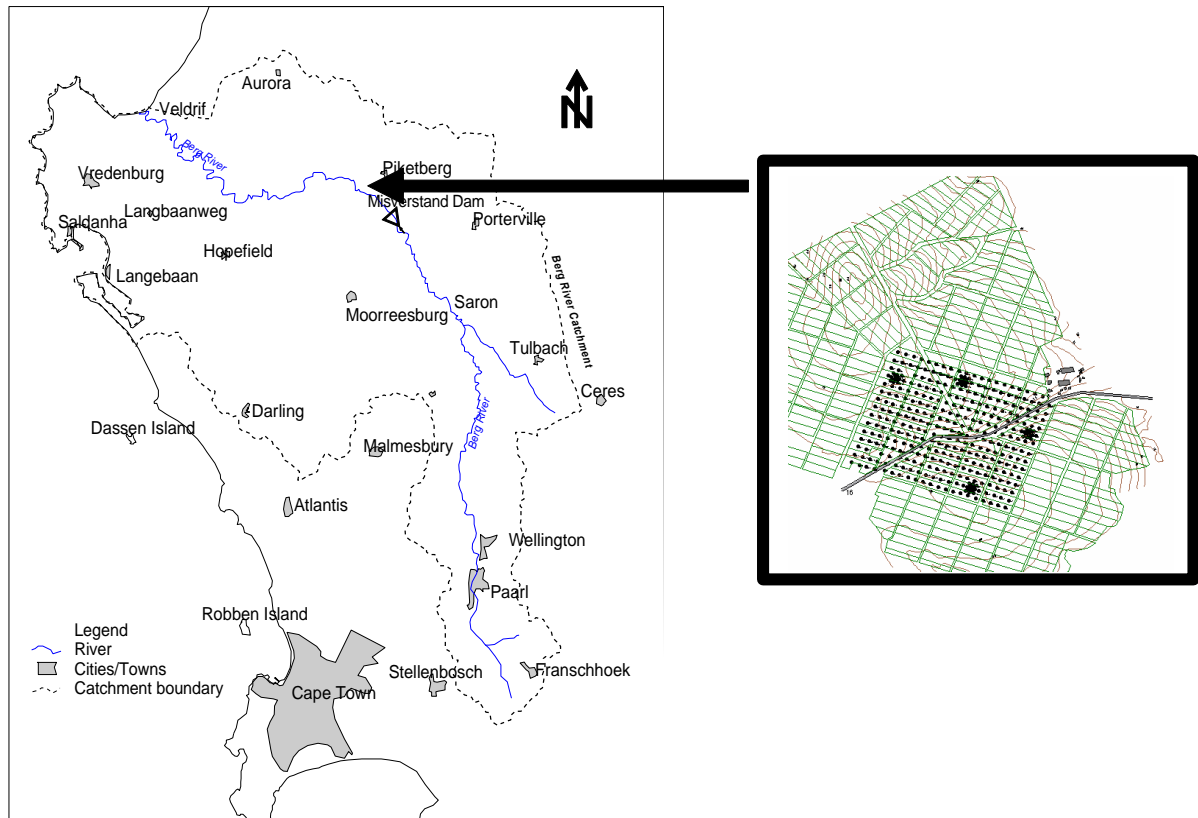 Aurora
N
Veldrif
Berg River
Piketberg
Vredenburg
Misverstand Dam
Langbaanweg
Porterville
Saldanha
Hopefield
Langebaan
Berg River Catchment
Saron
Moorreesburg
Tulbach
Ceres
Darling
Dassen Island
Berg River
Malmesbury
Atlantis
Wellington
Paarl
Robben Island
Legend
River
Cities/Towns
Catchment boundary
Stellenbosch
Franschhoek
Cape Town
16